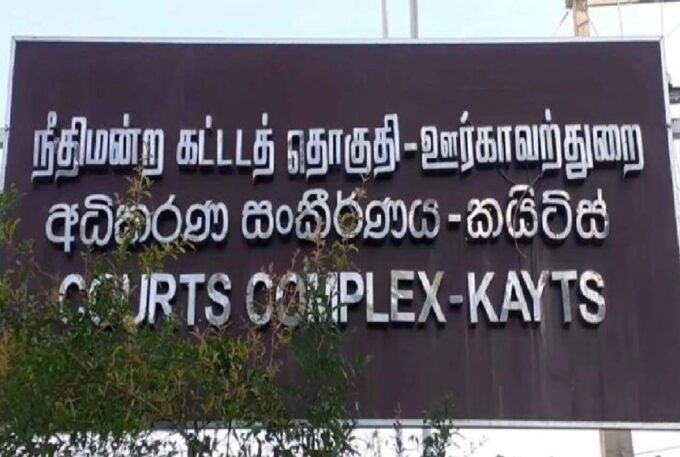 நீதிமன்ற கட்டடத் தொகுதி - ஊர்காவற்துறை
අධිකරණ සංකීර්ණය - කයිට්ස්
COURTS COMPLEX-KAYTS